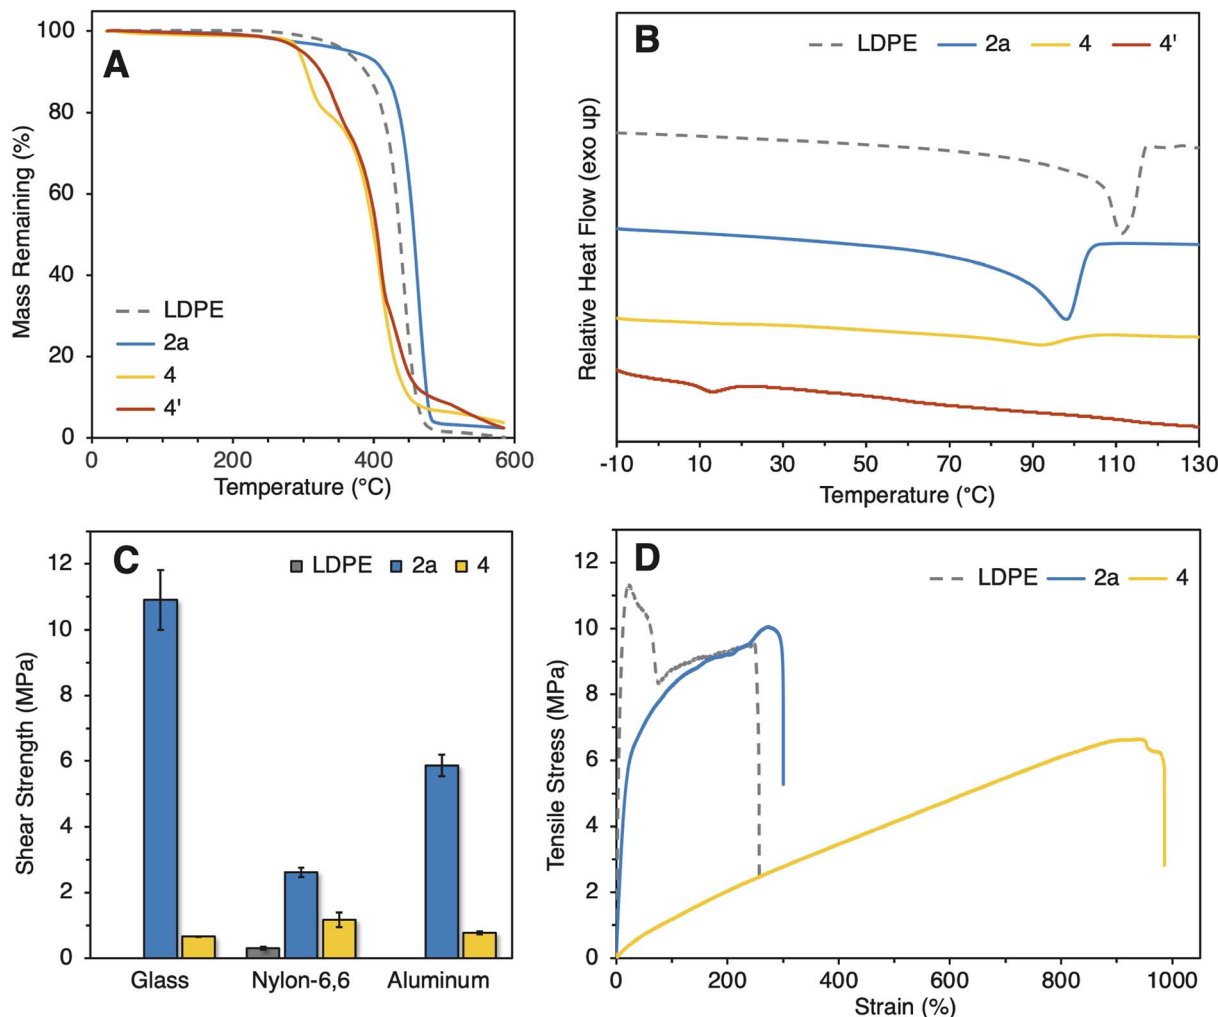 A
100
80
60
40
20
0
Mass Remaining (%)
LDPE
2a
4
4'
0 200 400 600
Temperature (°C)
B
LDPE 2a 4 4'
Relative Heat Flow (exo up)
-10 10 30 50 70 90 110 130
Temperature (°C)
C
LDPE 2a 4
12
10
8
6
4
2
0
Shear Strength (MPa)
Glass Nylon-6,6 Aluminum
D
LDPE 2a 4
12
10
8
6
4
2
0
Tensile Stress (MPa)
0 200 400 600 800 1000
Strain (%)